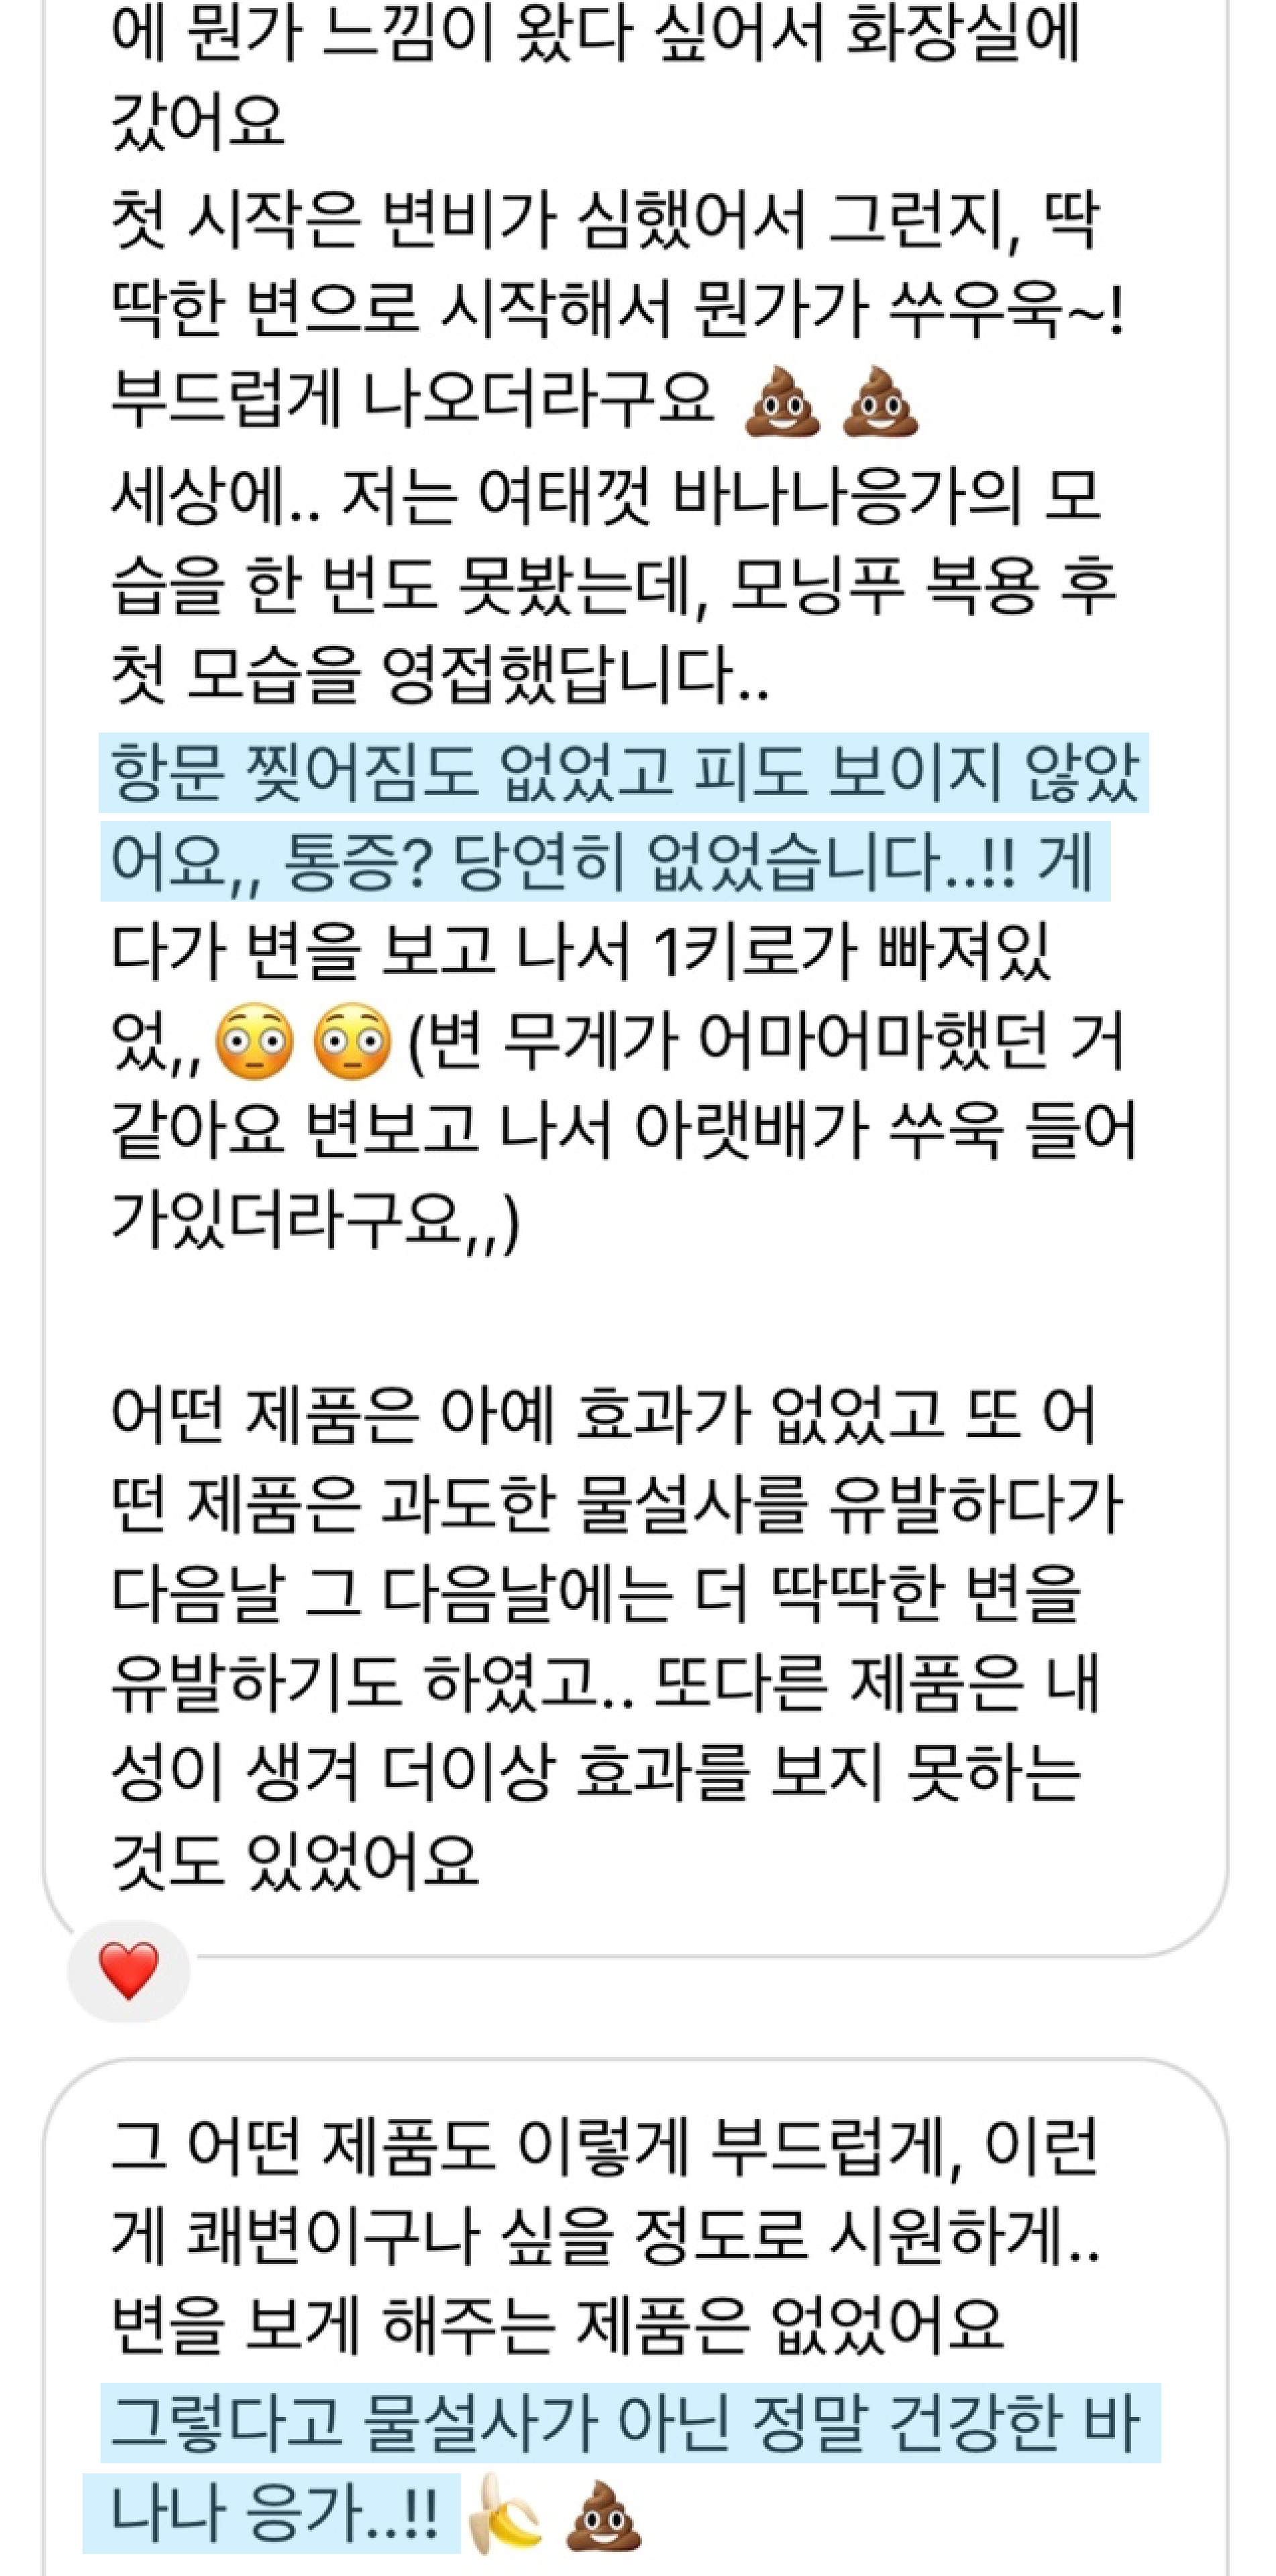 에 뭔가 느낌이 왔다 싶어서 화장실에
갔어요
첫 시작은 변비가 심했어서 그런지, 딱
딱한 변으로 시작해서 뭔가가 쑤우욱~!
부드럽게 나오더라구요 💩 💩
세상에.. 저는 여태껏 바나나응가의 모
습을 한 번도 못봤는데, 모닝푸 복용 후
첫 모습을 영접했답니다..
항문 찢어짐도 없었고 피도 보이지 않았
어요,, 통증? 당연히 없었습니다..!! 게
다가 변을 보고 나서 1키로가 빠져있
었,,😳 😳 (변 무게가 어마어마했던 거
같아요 변보고 나서 아랫배가 쑤욱 들어
가있더라구요,,)
어떤 제품은 아예 효과가 없었고 또 어
떤 제품은 과도한 물설사를 유발하다가
다음날 그 다음날에는 더 딱딱한 변을
유발하기도 하였고.. 또다른 제품은 내
성이 생겨 더이상 효과를 보지 못하는
것도 있었어요
❤️
그 어떤 제품도 이렇게 부드럽게, 이런
게 쾌변이구나 싶을 정도로 시원하게..
변을 보게 해주는 제품은 없었어요
그렇다고 물설사가 아닌 정말 건강한 바
나나 응가..!! 🍌 💩